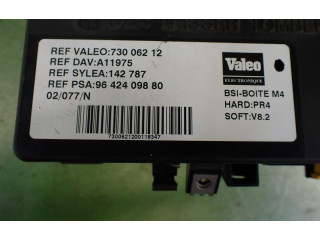 REF VALEO:730 062 12
REF DAV:A11975
REF SYLEA:142 787
REF PSA:96 424 098 80
02/077/N
Valeo
ELECTRONIQUE
BSI-BOITE M4
HARD:PR4
SOFT:V8.2
7300621200118347